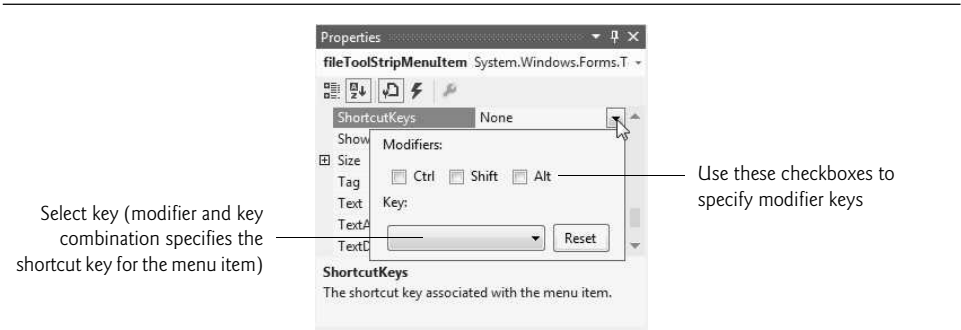 Properties
fileToolStripMenuItem System.Windows.Forms.T
ShortcutKeys None
Show
Modifiers:
Size
Ctrl Shift Alt
Tag
Text
Key:
TextA
Reset
TextD
ShortcutKeys
The shortcut key associated with the menu item.
Use these checkboxes to
specify modifier keys
Select key (modifier and key
combination specifies the
shortcut key for the menu item)